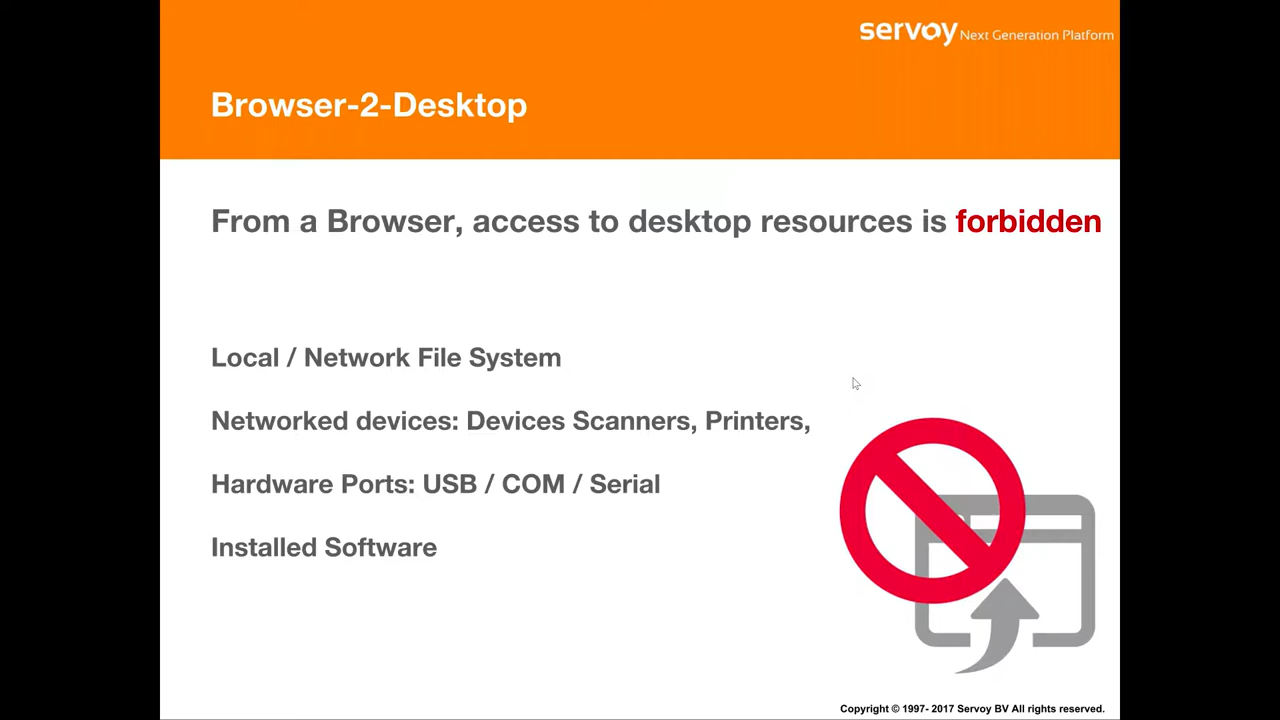 servoy Next Generation Platform
Browser-2-Desktop
From a Browser, access to desktop resources is forbidden
Local / Network File System
Networked devices: Devices Scanners, Printers,
Hardware Ports: USB / COM / Serial
Installed Software
Copyright © 1997- 2017 Servoy BV All rights reserved.